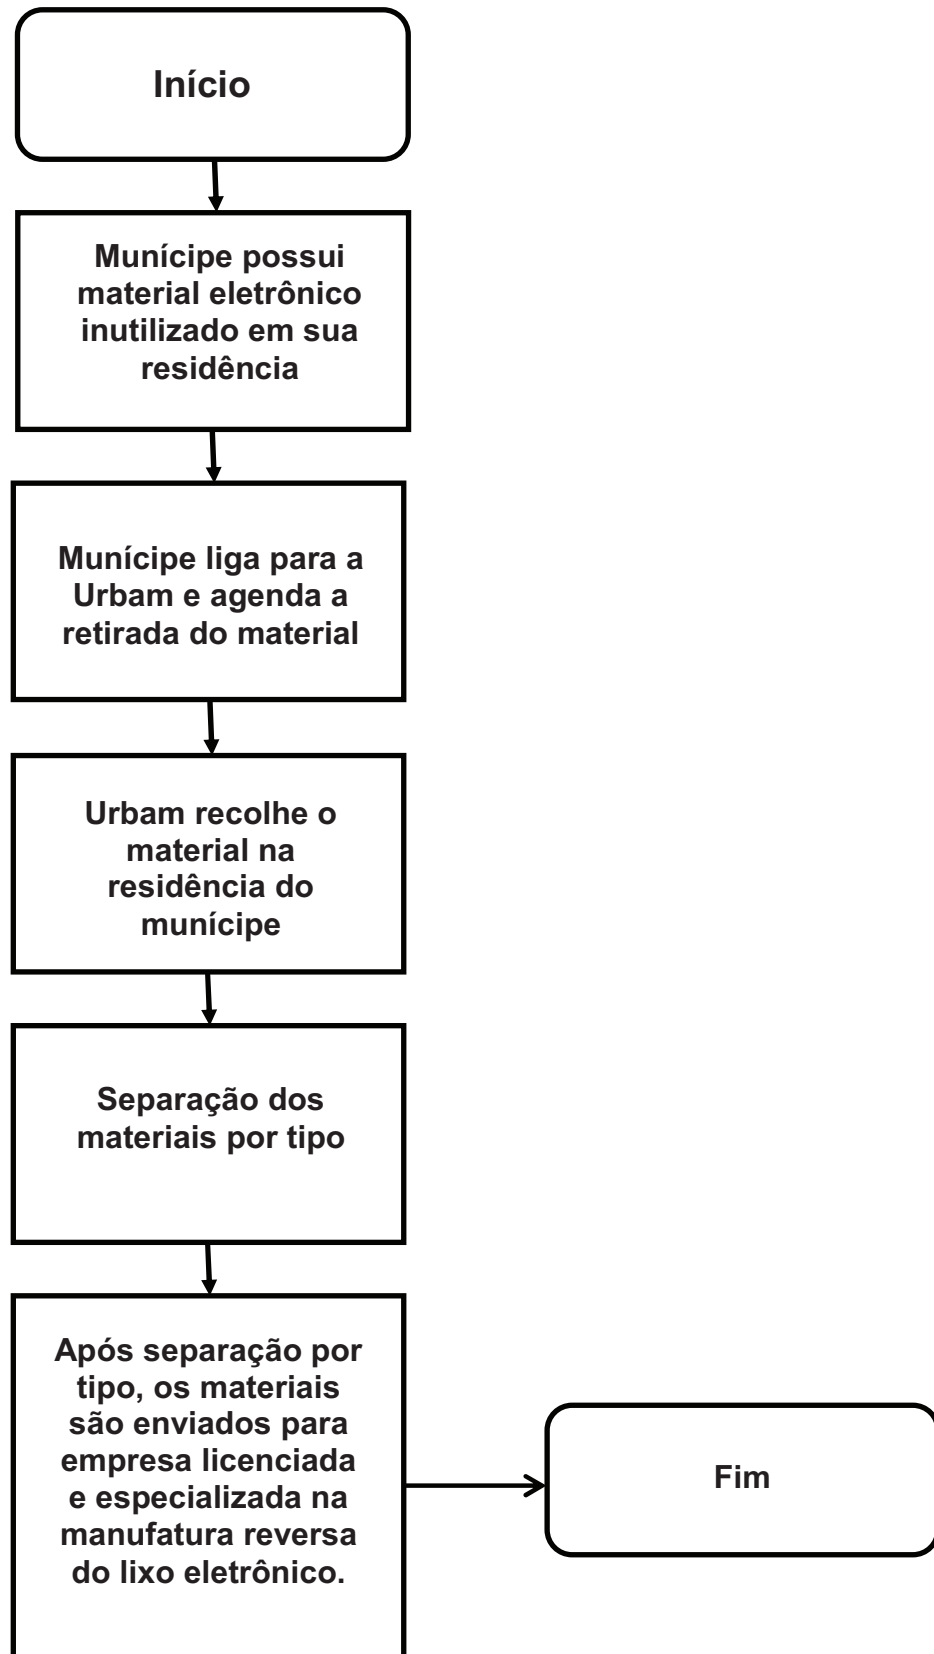 Início
Munícipe possui
material eletrônico
inutilizado em sua
residência
Munícipe liga para a
Urbam e agenda a
retirada do material
Urbam recolhe o
material na
residência do
munícipe
Separação dos
materiais por tipo
Após separação por
tipo, os materiais
são enviados para
empresa licenciada
e especializada na
manufatura reversa
do lixo eletrônico.
Fim